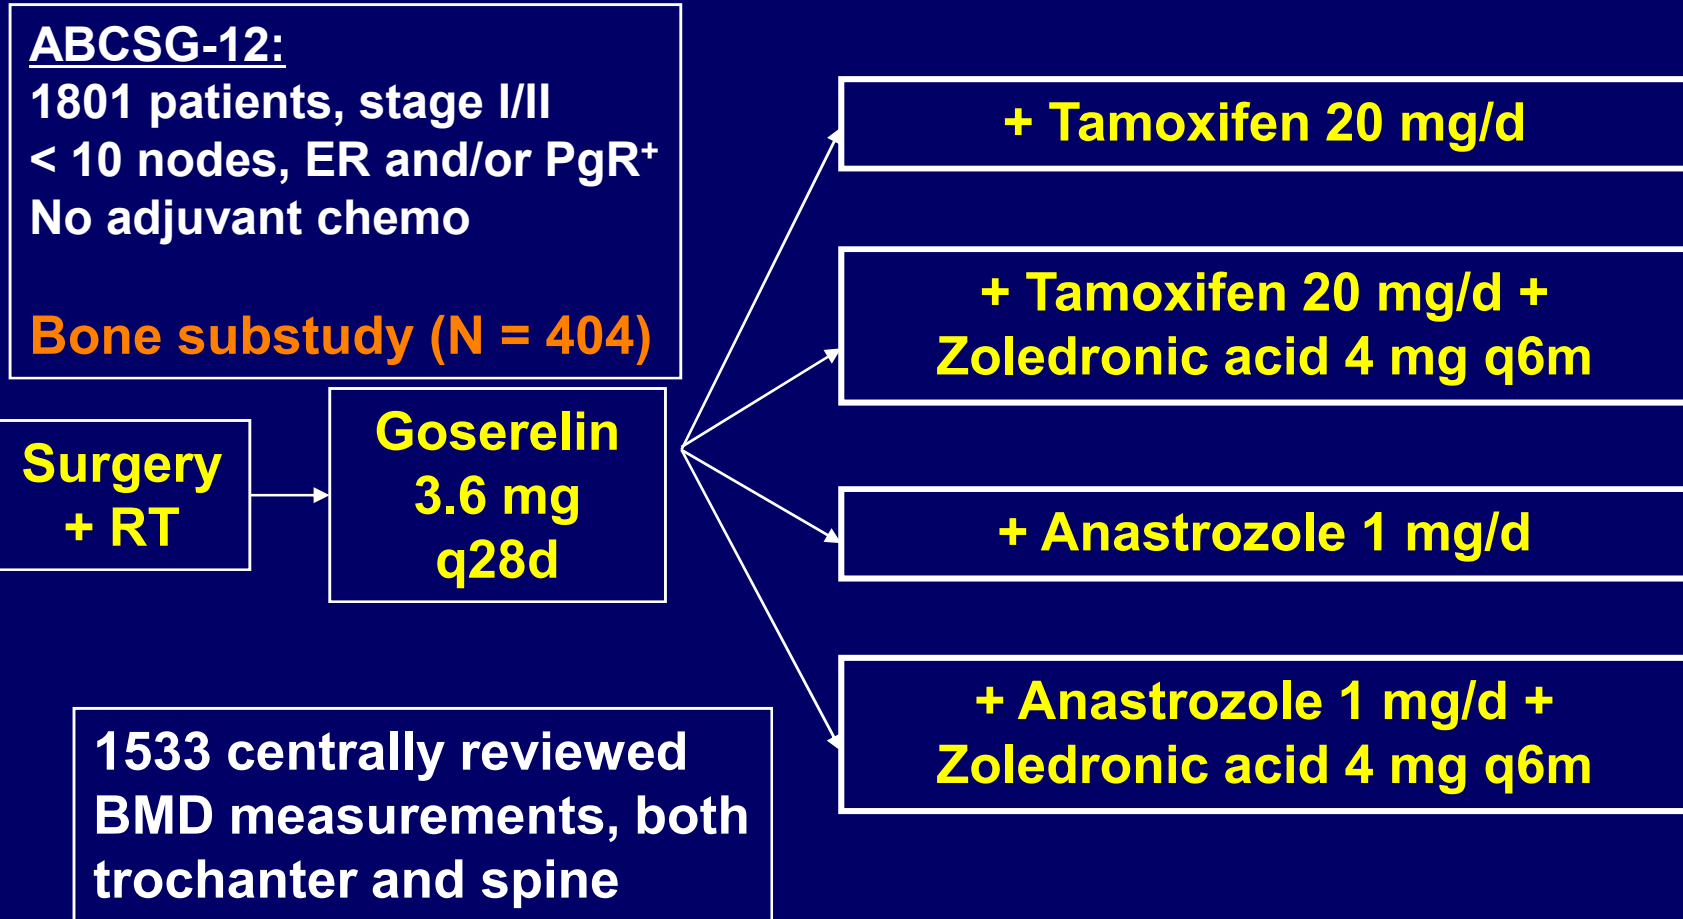 ABCSG-12:
1801 patients, stage I/II
< 10 nodes, ER and/or PgR⁺
No adjuvant chemo
Bone substudy (N = 404)
Surgery
+ RT
Goserelin
3.6 mg
q28d
+ Tamoxifen 20 mg/d
+ Tamoxifen 20 mg/d +
Zoledronic acid 4 mg q6m
+ Anastrozole 1 mg/d
+ Anastrozole 1 mg/d +
Zoledronic acid 4 mg q6m
1533 centrally reviewed
BMD measurements, both
trochanter and spine